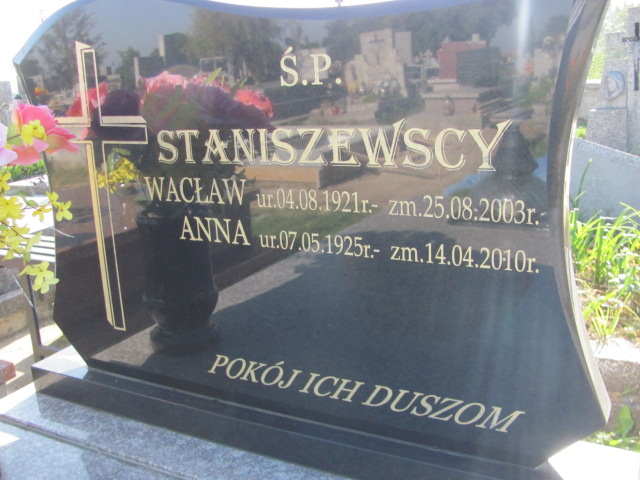 Ś.P.
STANISZEWSCY
WACŁAW ur.04.08.1921r.- zm.25.08.2003r.
ANNA ur.07.05.1925r.- zm.14.04.2010r.
POKÓJ ICH DUSZOM